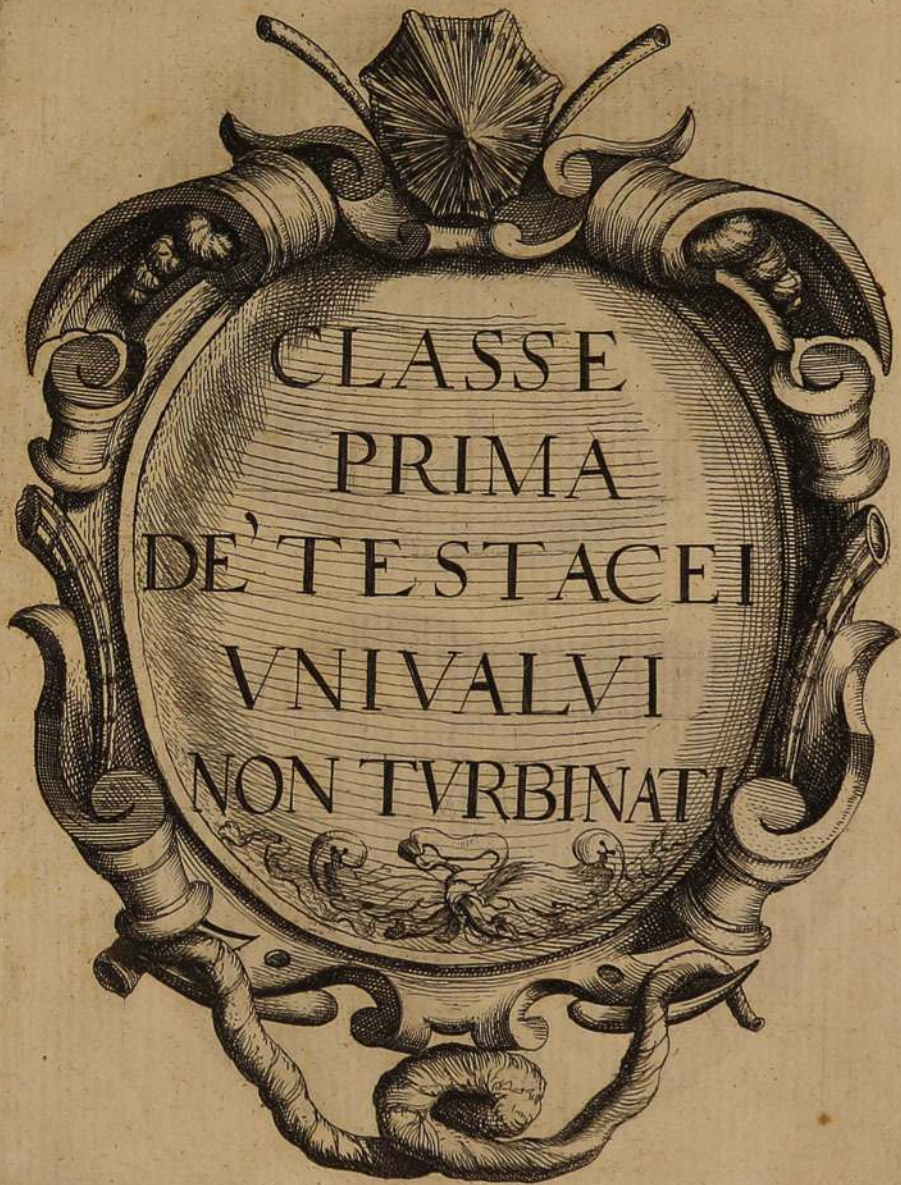 CLASSE
PRIMA
DE' TESTACEI
VNIVALVI
NON TVRBINATI